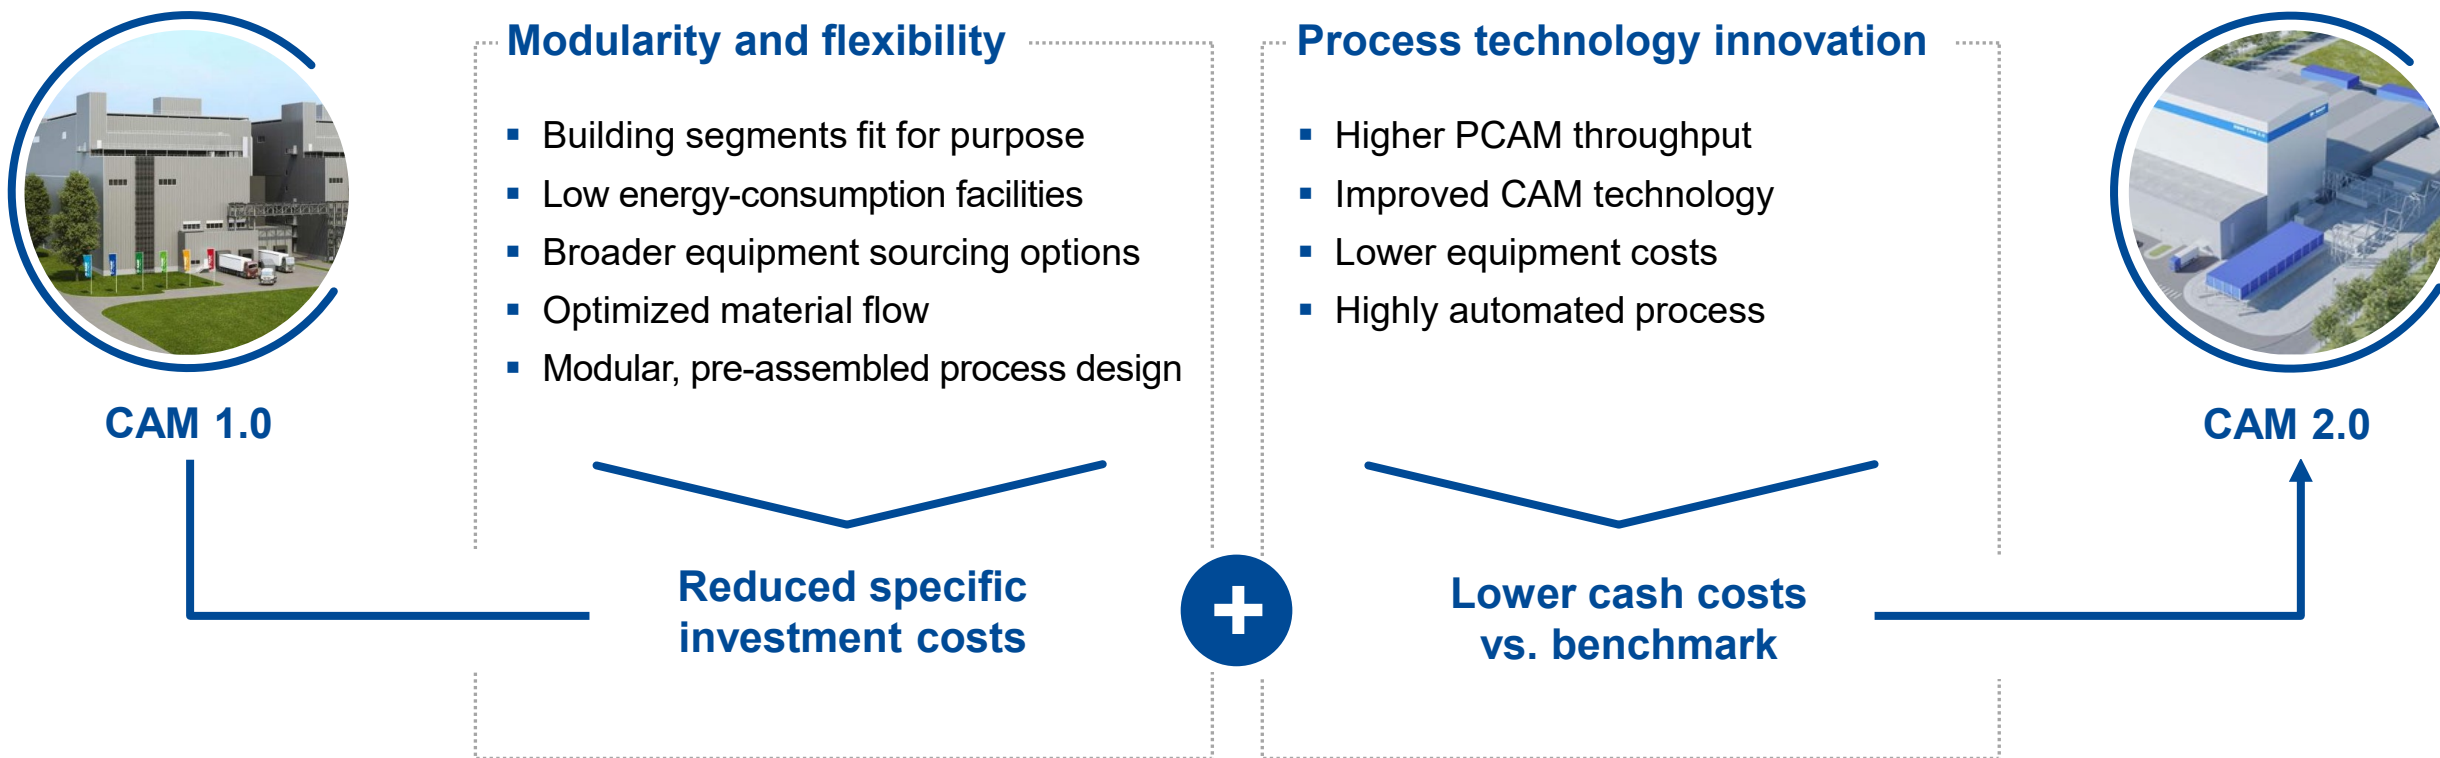 Modularity and flexibility
▪ Building segments fit for purpose
▪ Low energy-consumption facilities
▪ Broader equipment sourcing options
▪ Optimized material flow
▪ Modular, pre-assembled process design
Reduced specific
investment costs
+
Process technology innovation
▪ Higher PCAM throughput
▪ Improved CAM technology
▪ Lower equipment costs
▪ Highly automated process
Lower cash costs
vs. benchmark
CAM 1.0
CAM 2.0